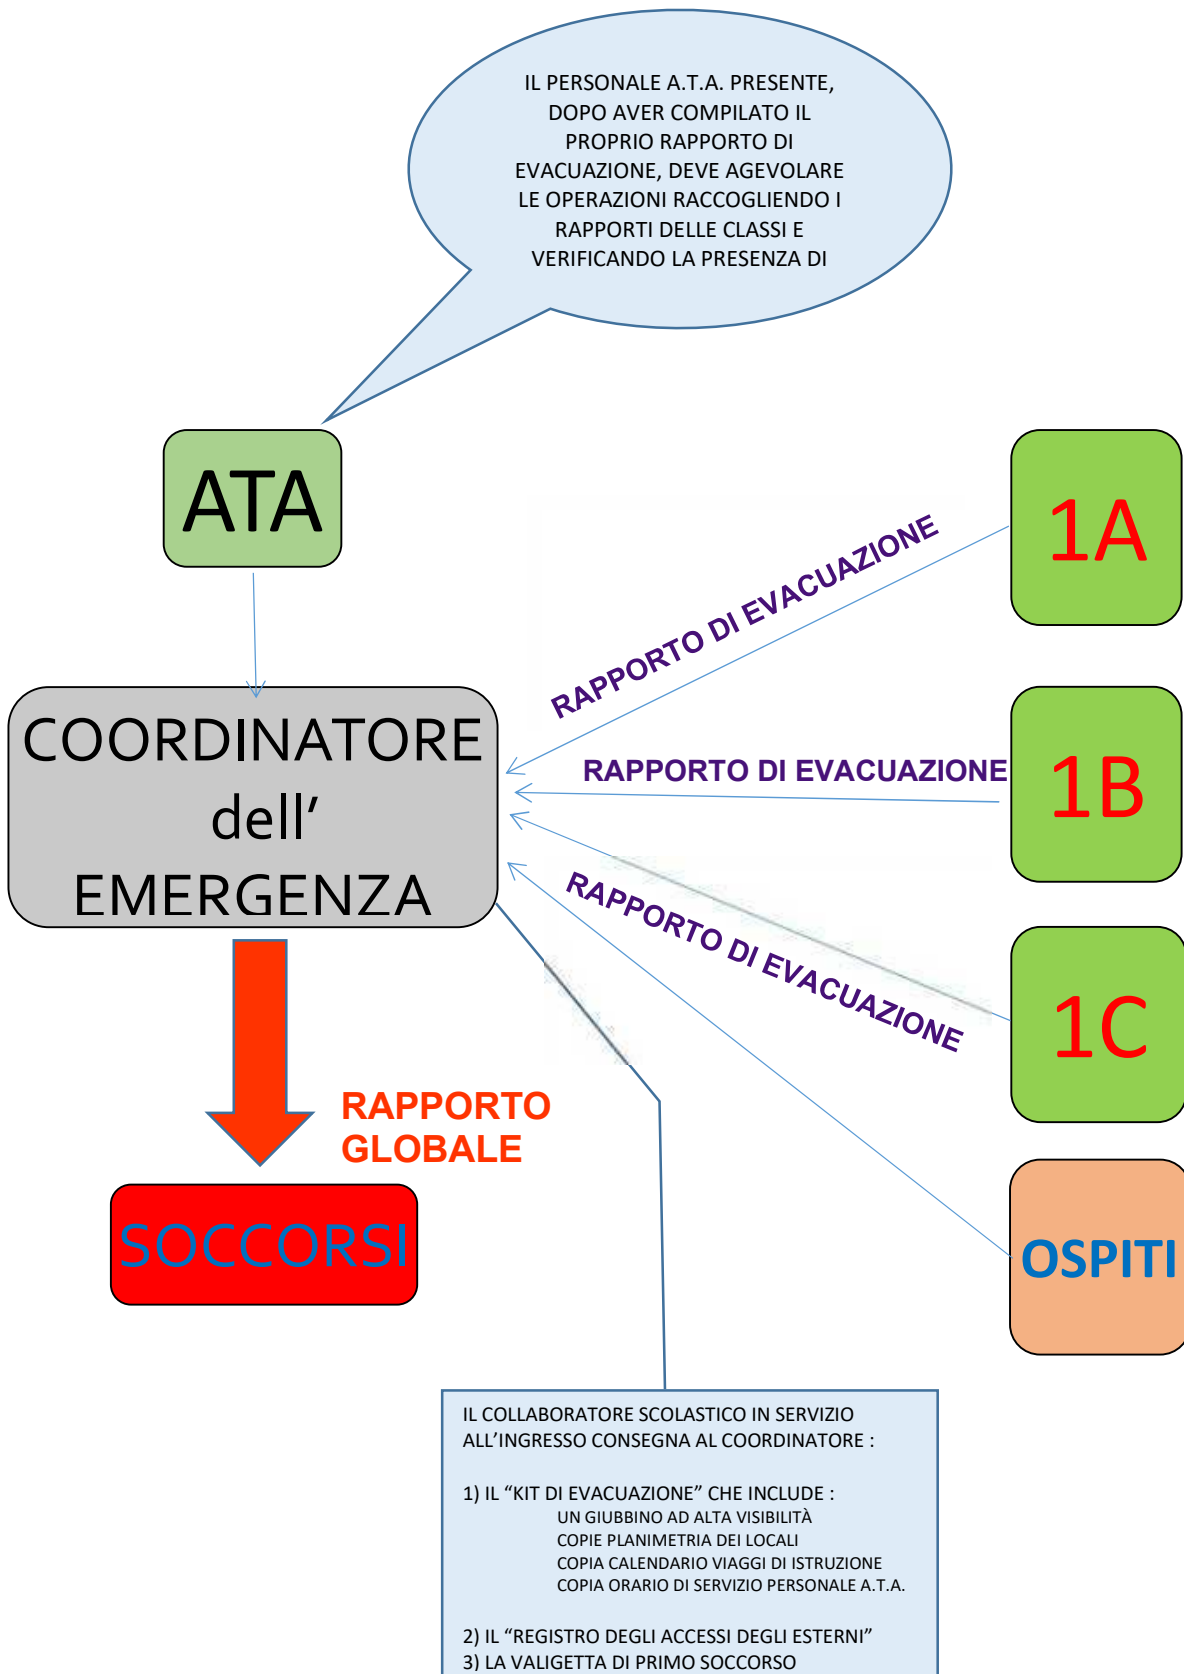 IL PERSONALE A.T.A. PRESENTE,
DOPO AVER COMPILATO IL
PROPRIO RAPPORTO DI
EVACUAZIONE, DEVE AGEVOLARE
LE OPERAZIONI RACCOGLIENDO I
RAPPORTI DELLE CLASSI E
VERIFICANDO LA PRESENZA DI
ATA
1A
RAPPORTO DI EVACUAZIONE
COORDINATORE
dell'
EMERGENZA
RAPPORTO DI EVACUAZIONE
1B
RAPPORTO DI EVACUAZIONE
1C
RAPPORTO
GLOBALE
SOCCORSI
OSPITI
IL COLLABORATORE SCOLASTICO IN SERVIZIO
ALL'INGRESSO CONSEGNA AL COORDINATORE :
1) IL "KIT DI EVACUAZIONE" CHE INCLUDE :
UN GIUBBINO AD ALTA VISIBILITÀ
COPIE PLANIMETRIA DEI LOCALI
COPIA CALENDARIO VIAGGI DI ISTRUZIONE
COPIA ORARIO DI SERVIZIO PERSONALE A.T.A.
2) IL "REGISTRO DEGLI ACCESSI DEGLI ESTERNI"
3) LA VALIGETTA DI PRIMO SOCCORSO